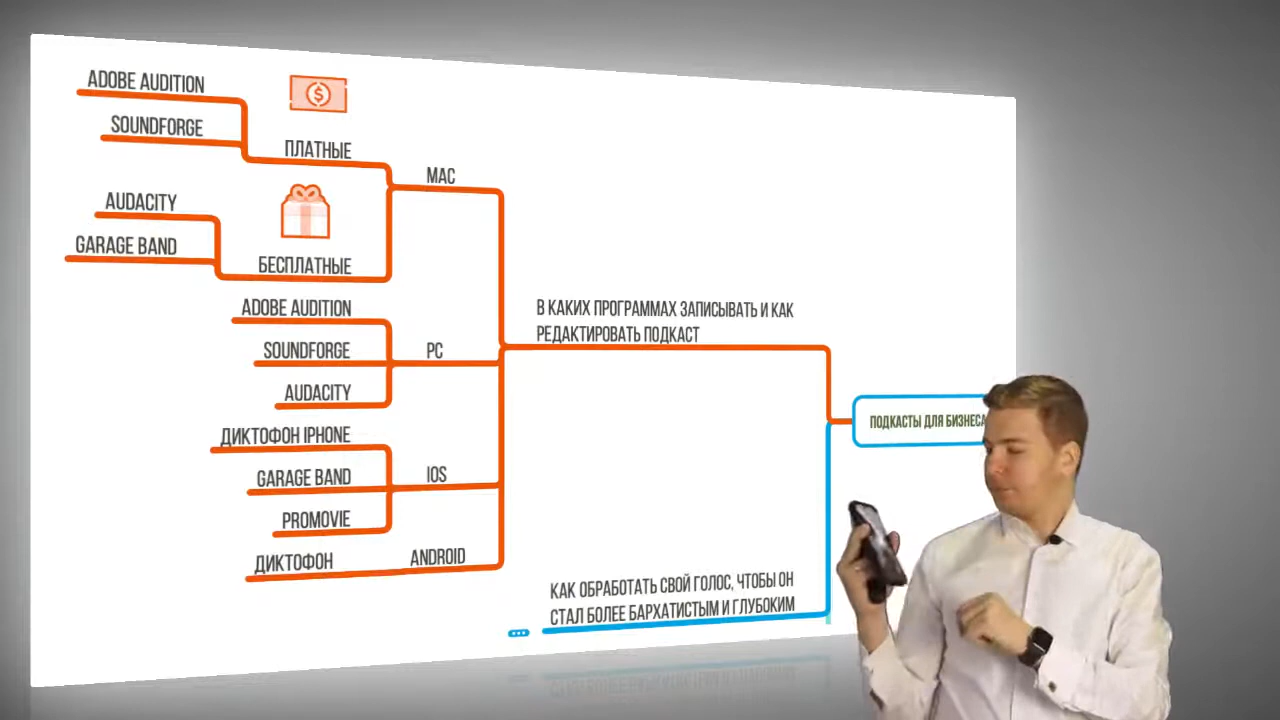 ADOBE AUDITION
SOUNDFORGE
ПЛАТНЫЕ
MAC
AUDACITY
GARAGE BAND
БЕСПЛАТНЫЕ
ADOBE AUDITION
SOUNDFORGE
PC
AUDACITY
В КАКИХ ПРОГРАММАХ ЗАПИСЫВАТЬ И КАК
РЕДАКТИРОВАТЬ ПОДКАСТ
ДИКТОФОН IPHONE
GARAGE BAND
IOS
PROMOVIE
ДИКТОФОН
ANDROID
ПОДКАСТЫ ДЛЯ БИЗНЕСА
КАК ОБРАБОТАТЬ СВОЙ ГОЛОС, ЧТОБЫ ОН
СТАЛ БОЛЕЕ БАРХАТИСТЫМ И ГЛУБОКИМ